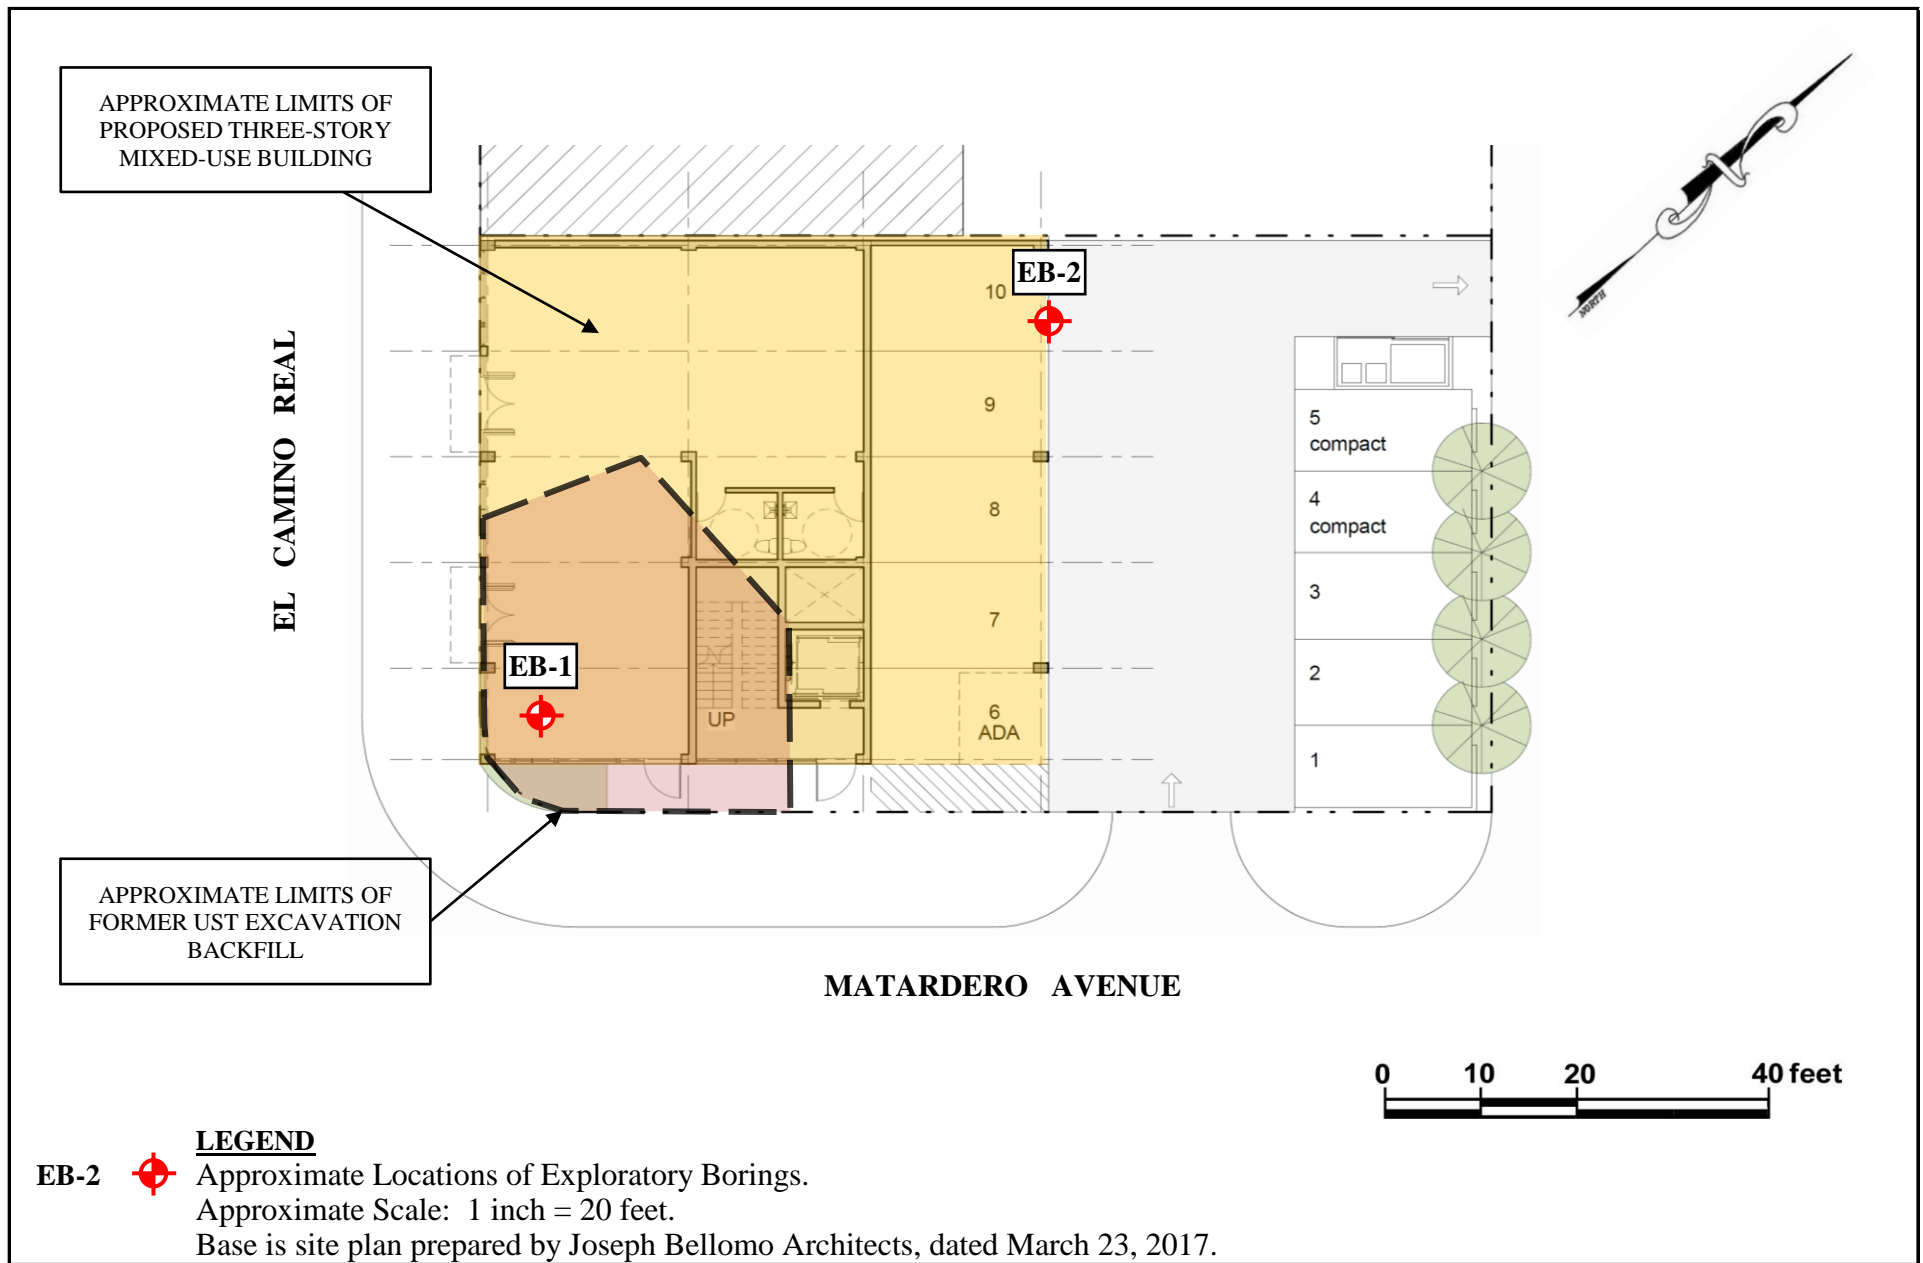 APPROXIMATE LIMITS OF
PROPOSED THREE-STORY
MIXED-USE BUILDING
NORTH
EB-2
10
9
8
7
6
ADA
5
compact
4
compact
3
2
1
EL CAMINO REAL
EB-1
UP
APPROXIMATE LIMITS OF
FORMER UST EXCAVATION
BACKFILL
MATARDERO AVENUE
0 10 20 40 feet
LEGEND
EB-2 Approximate Locations of Exploratory Borings.
Approximate Scale: 1 inch = 20 feet.
Base is site plan prepared by Joseph Bellomo Architects, dated March 23, 2017.